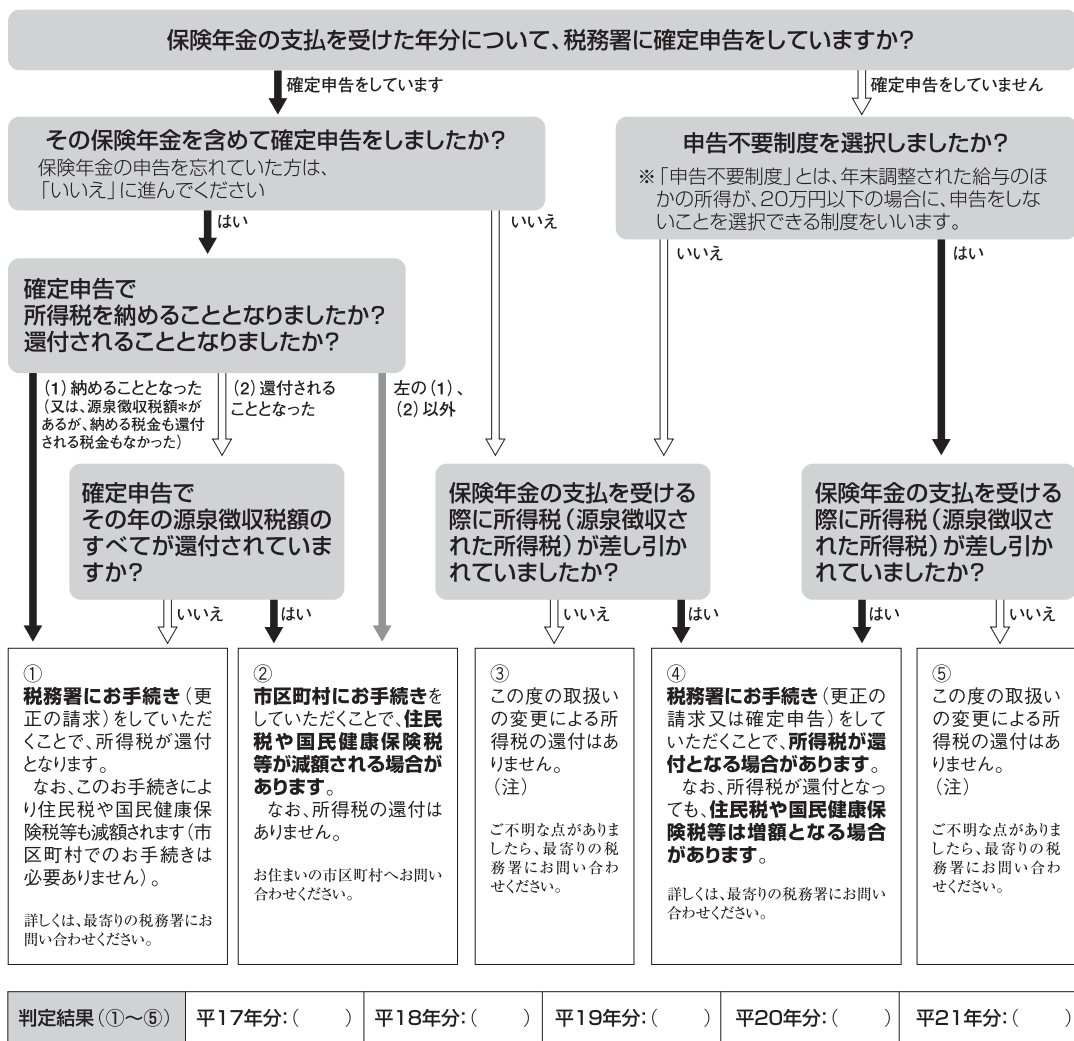 保険年金の支払を受けた年分について、税務署に確定申告をしていますか?
確定申告をしています
確定申告をしていません
その保険年金を含めて確定申告をしましたか?
保険年金の申告を忘れていた方は、
「いいえ」に進んでください
申告不要制度を選択しましたか?
※「申告不要制度」とは、年末調整された給与のほ
かの所得が、20万円以下の場合に、申告をしな
いことを選択できる制度をいいます。
はい
いいえ
いいえ
はい
確定申告で
所得税を納めることとなりましたか?
還付されることとなりましたか?
(1)納めることとなった
(又は、源泉徴収税額*が
あるが、納める税金も還付
される税金もなかった)
(2)還付される
こととなった
左の(1)、
(2)以外
確定申告で
その年の源泉徴収税額の
すべてが還付されていま
すか?
保険年金の支払を受ける
際に所得税(源泉徴収さ
れた所得税)が差し引か
れていましたか?
保険年金の支払を受ける
際に所得税(源泉徴収さ
れた所得税)が差し引か
れていましたか?
いいえ
はい
いいえ
はい
はい
いいえ
①
税務署にお手続き(更
正の請求)をしていただ
くことで、所得税が還付
となります。
なお、このお手続きによ
り住民税や国民健康保
険税等も減額されます(市
区町村でのお手続きは
必要ありません)。
詳しくは、最寄りの税務署にお
問い合わせください。
②
市区町村にお手続きを
していただくことで、住民
税や国民健康保険税
等が減額される場合が
あります。
なお、所得税の還付は
ありません。
お住まいの市区町村へお問い
合わせください。
③
この度の取扱い
の変更による所
得税の還付はあ
りません。
(注)
ご不明な点がありま
したら、最寄りの税
務署にお問い合わ
せください。
④
税務署にお手続き(更正の
請求又は確定申告)をして
いただくことで、所得税が還
付となる場合があります。
なお、所得税が還付となっ
ても、住民税や国民健康保
険税等は増額となる場合
があります。
詳しくは、最寄りの税務署にお問い
合わせください。
⑤
この度の取扱い
の変更による所
得税の還付はあ
りません。
(注)
ご不明な点がありま
したら、最寄りの税
務署にお問い合わ
せください。
判定結果(①~⑤) 平17年分:( ) 平18年分:( ) 平19年分:( ) 平20年分:( ) 平21年分:( )